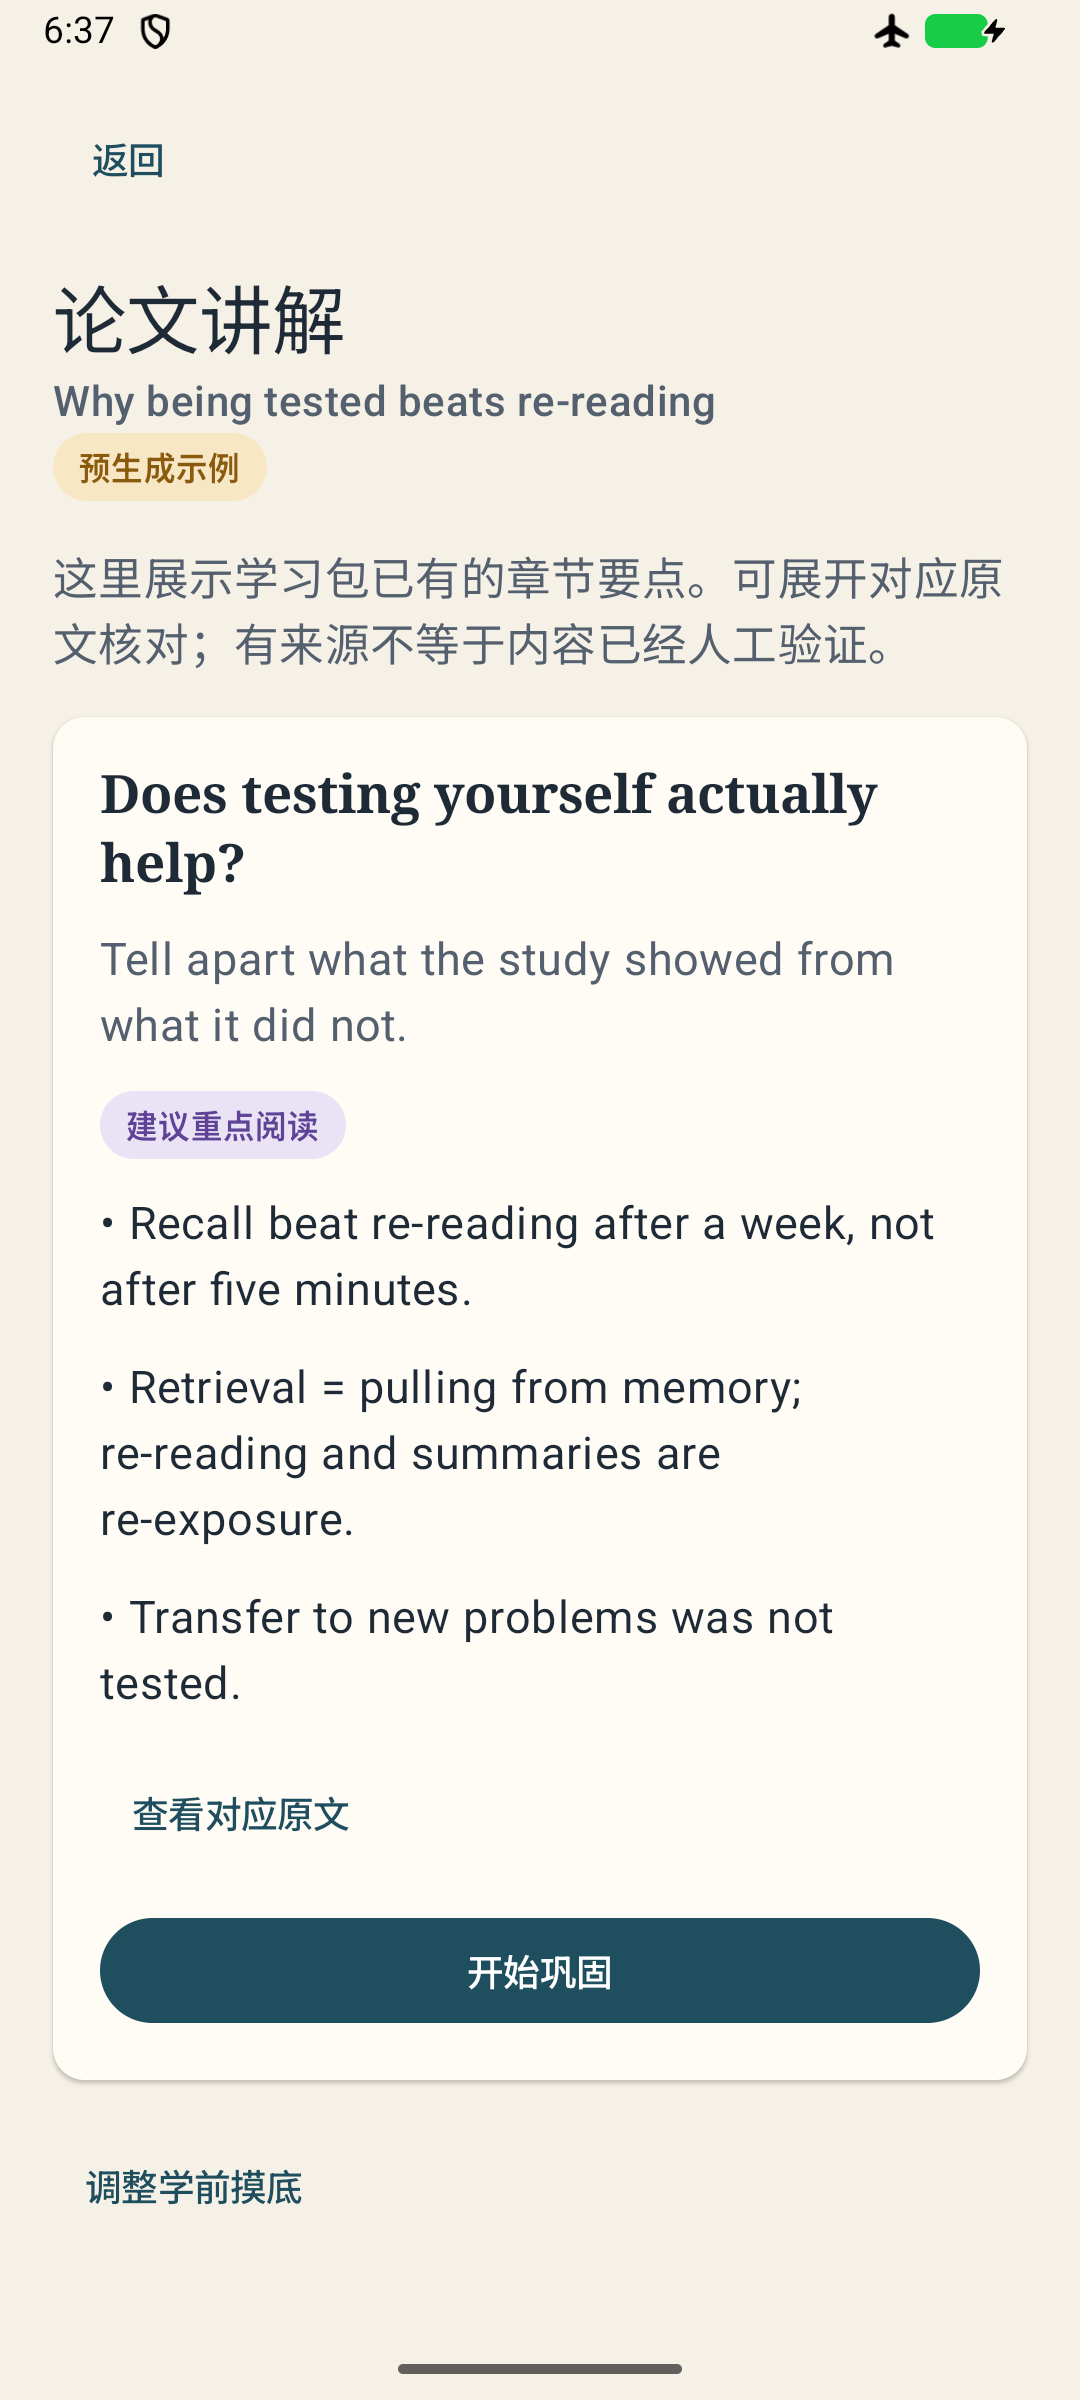 6:37
返回
论文讲解
Why being tested beats re-reading
预生成示例
这里展示学习包已有的章节要点。可展开对应原
文核对；有来源不等于内容已经人工验证。
Does testing yourself actually
help?
Tell apart what the study showed from
what it did not.
建议重点阅读
• Recall beat re-reading after a week, not
after five minutes.
• Retrieval = pulling from memory;
re-reading and summaries are
re-exposure.
• Transfer to new problems was not
tested.
查看对应原文
开始巩固
调整学前摸底